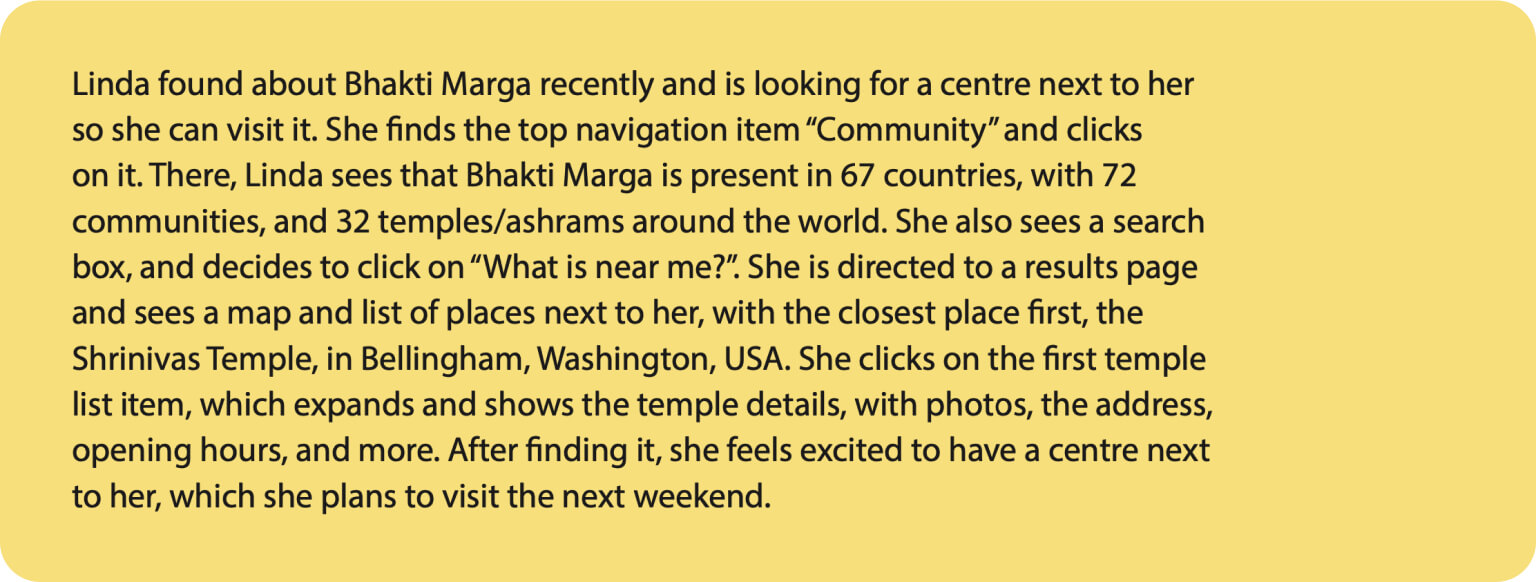 Linda found about Bhakti Marga recently and is looking for a centre next to her
so she can visit it. She finds the top navigation item “Community” and clicks
on it. There, Linda sees that Bhakti Marga is present in 67 countries, with 72
communities, and 32 temples/ashrams around the world. She also sees a search
box, and decides to click on “What is near me?”. She is directed to a results page
and sees a map and list of places next to her, with the closest place first, the
Shrinivas Temple, in Bellingham, Washington, USA. She clicks on the first temple
list item, which expands and shows the temple details, with photos, the address,
opening hours, and more. After finding it, she feels excited to have a centre next
to her, which she plans to visit the next weekend.